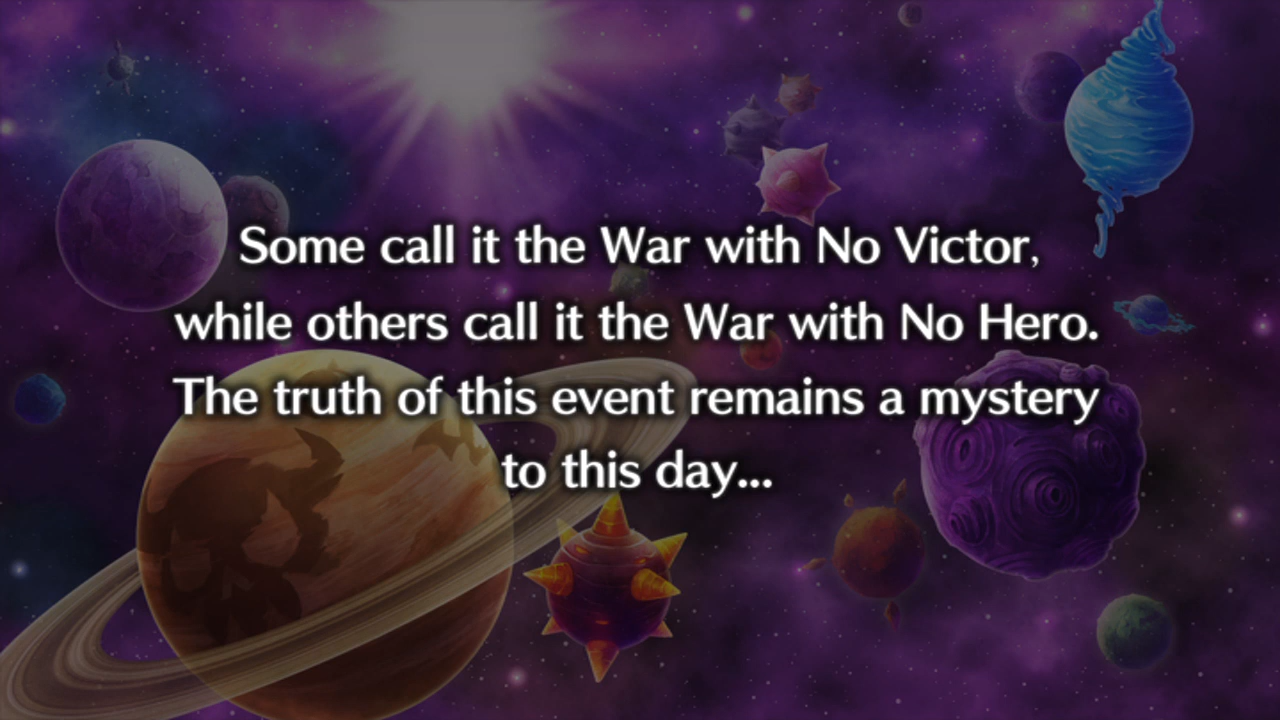 Some call it the War with No Victor,
while others call it the War with No Hero.
The truth of this event remains a mystery
to this day...